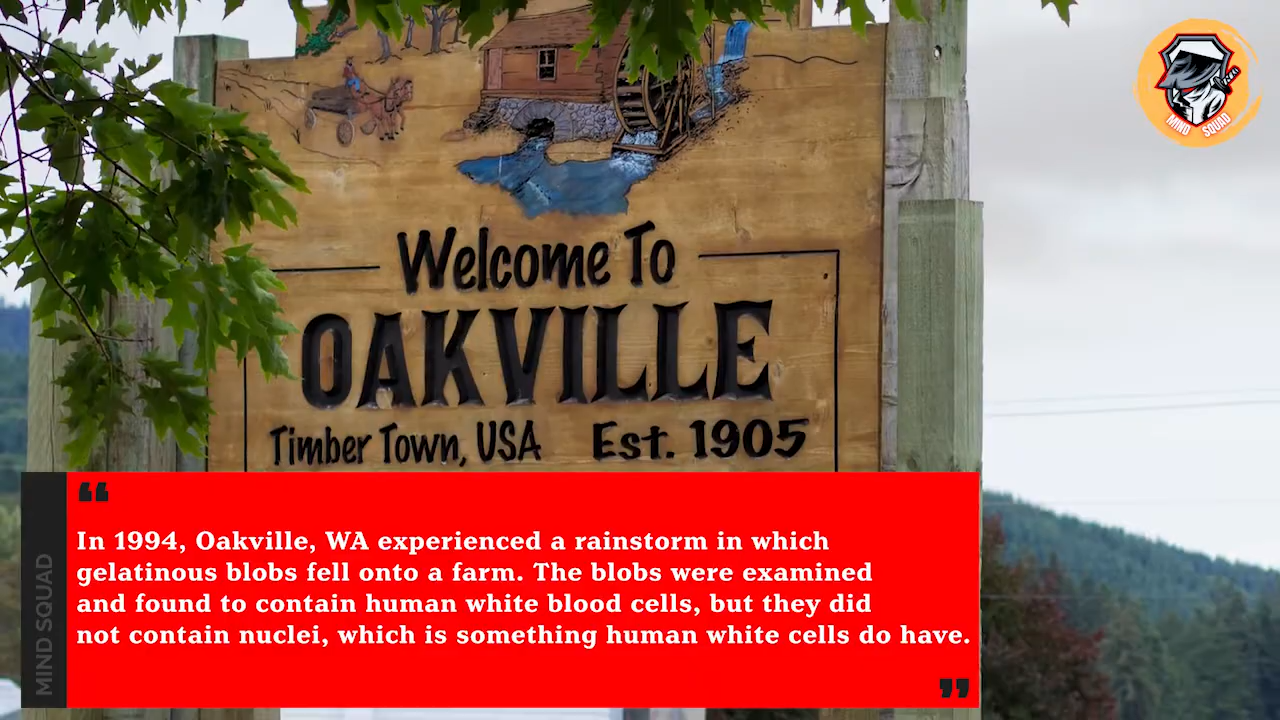 MIND SQUAD
Welcome To
OAKVILLE
Timber Town, USA Est. 1905
MIND SQUAD
“
In 1994, Oakville, WA experienced a rainstorm in which
gelatinous blobs fell onto a farm. The blobs were examined
and found to contain human white blood cells, but they did
not contain nuclei, which is something human white cells do have.
”